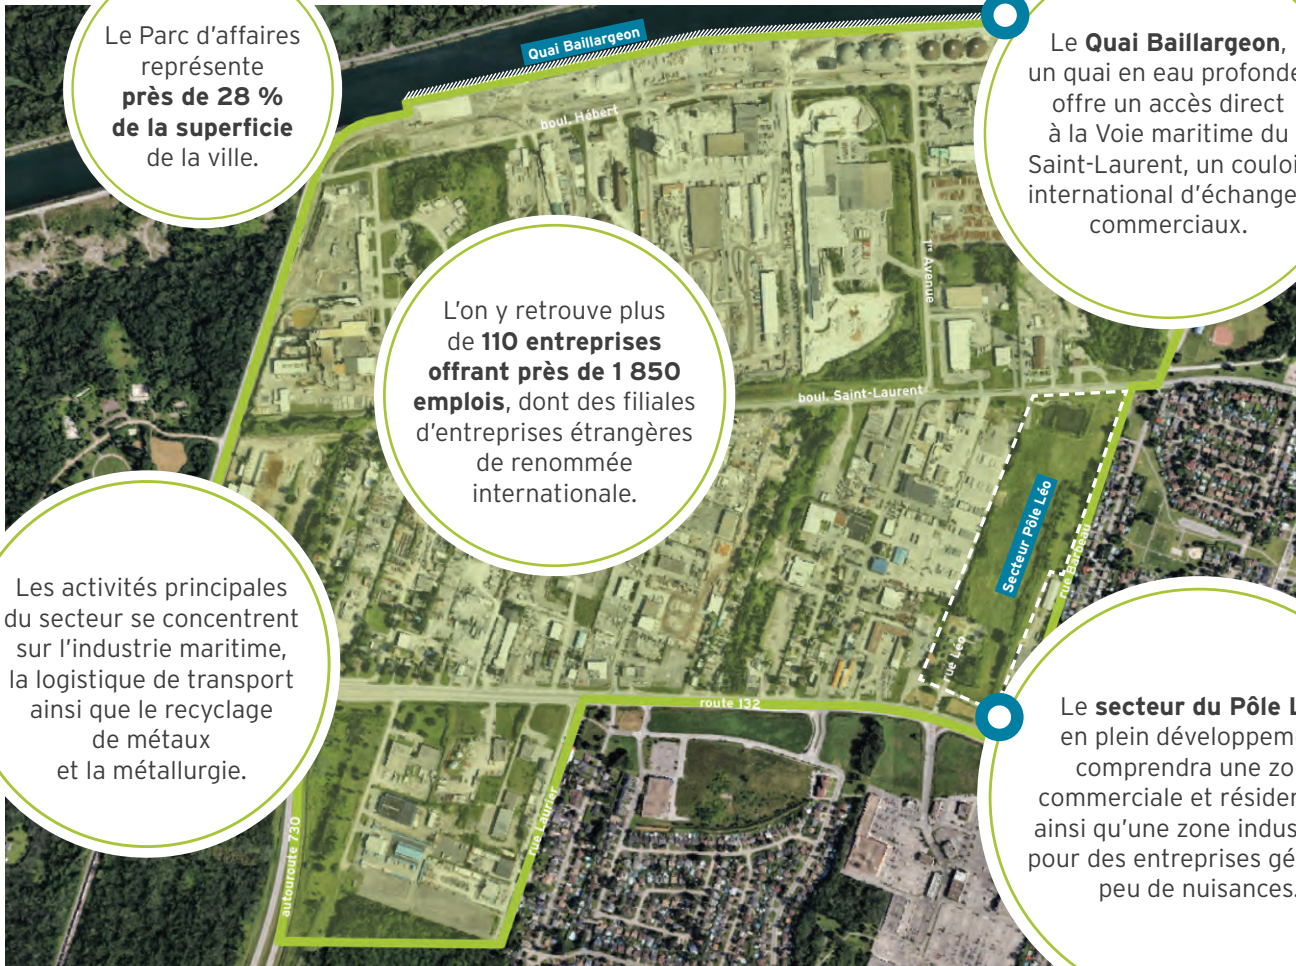 Le Parc d'affaires
représente
près de 28 %
de la superficie
de la ville.
Quai Baillargeon
Le Quai Baillargeon,
un quai en eau profonde
offre un accès direct
à la Voie maritime du
Saint-Laurent, un couloi
international d'échange
commerciaux.
boul. Hébert
1re Avenue
L'on y retrouve plus
de 110 entreprises
offrant près de 1 850
emplois, dont des filiales
d'entreprises étrangères
de renommée
internationale.
boul. Saint-Laurent
Secteur Pôle Léo
rue Barbeau
rue Léo
Les activités principales
du secteur se concentrent
sur l'industrie maritime,
la logistique de transport
ainsi que le recyclage
de métaux
et la métallurgie.
route 132
rue Laurier
autouroute 730
Le secteur du Pôle L
en plein développem
comprendra une zo
commerciale et résiden
ainsi qu'une zone indus
pour des entreprises gé
peu de nuisances.